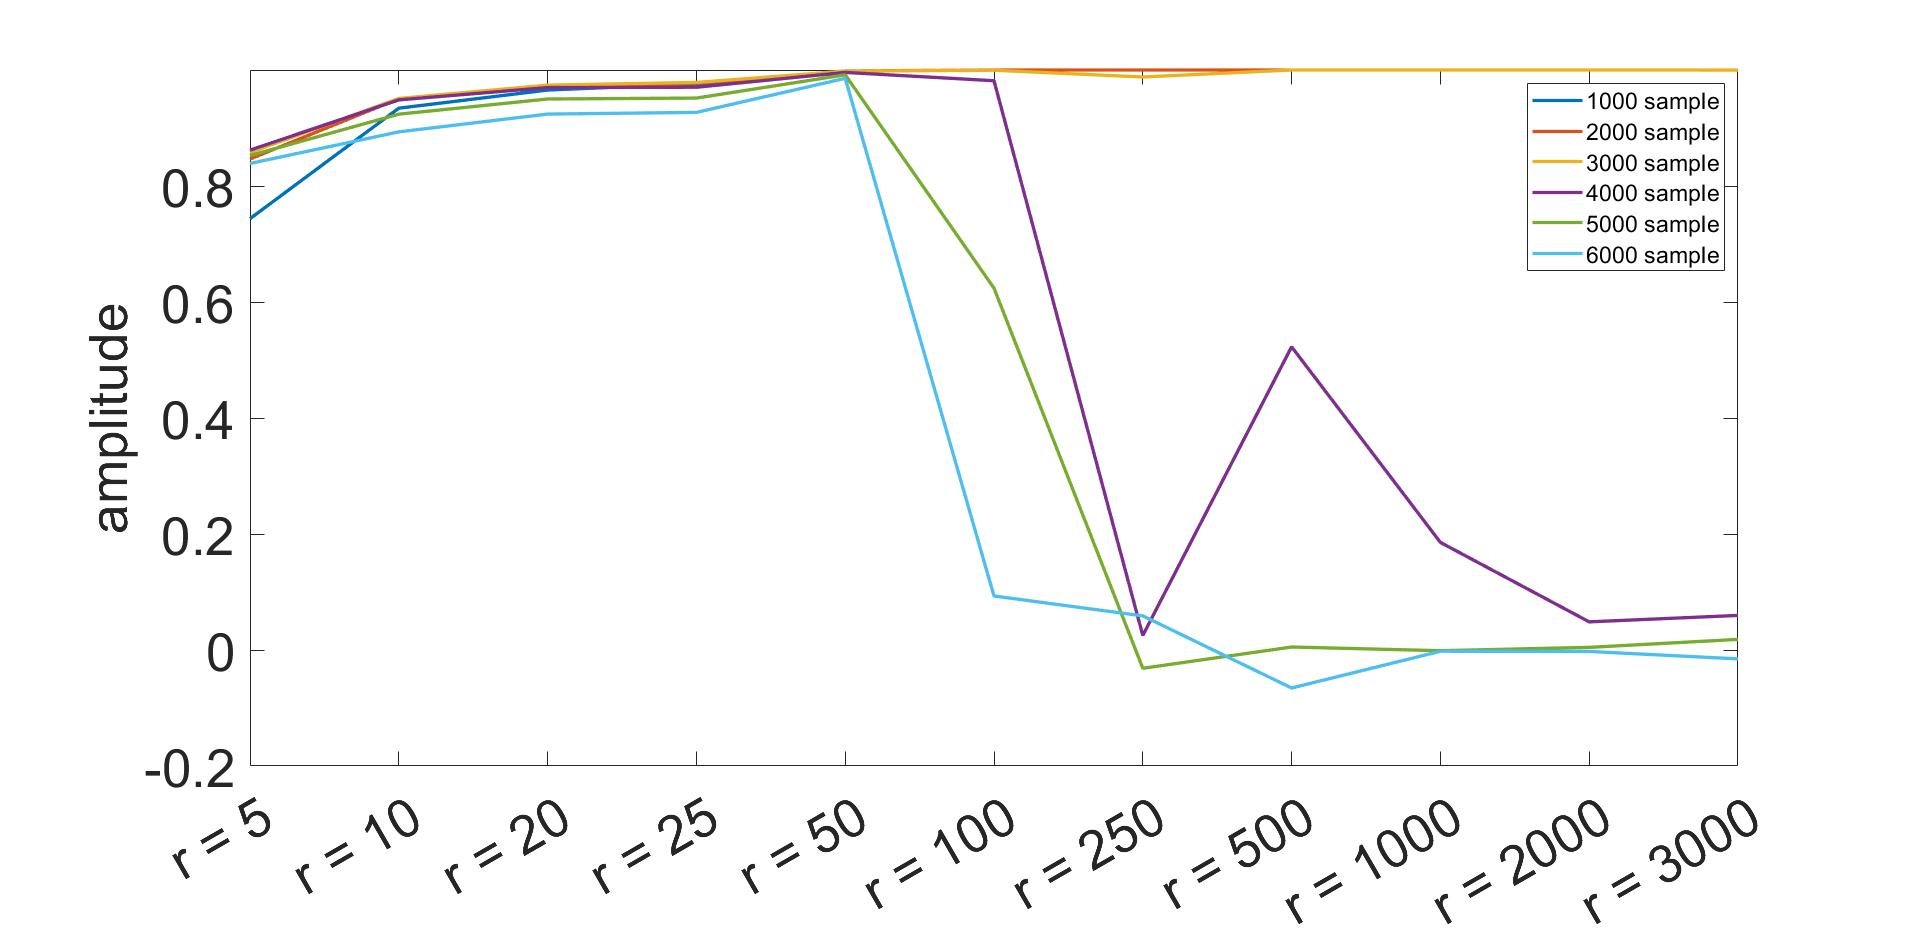 amplitude
0.8
0.6
0.4
0.2
0
-0.2
r = 5
r = 10
r = 20
r = 25
r = 50
r = 100
r = 250
r = 500
r = 1000
r = 2000
r = 3000
1000 sample
2000 sample
3000 sample
4000 sample
5000 sample
6000 sample